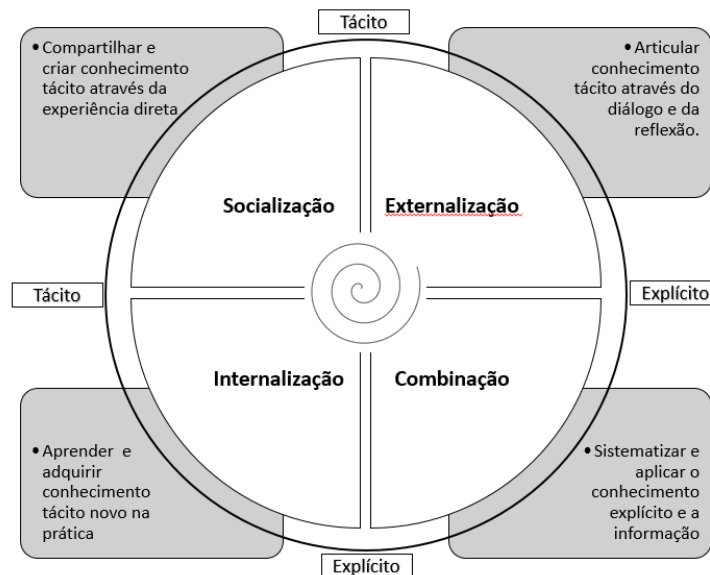 Tácito
• Compartilhar e
criar conhecimento
tácito através da
experiência direta
• Articular
conhecimento
tácito através do
diálogo e da
reflexão.
Socialização
Externalização
Tácito
Explícito
Internalização
Combinação
• Aprender e
adquirir
conhecimento
tácito novo na
prática
• Sistematizar e
aplicar o
conhecimento
explícito e a
informação
Explícito